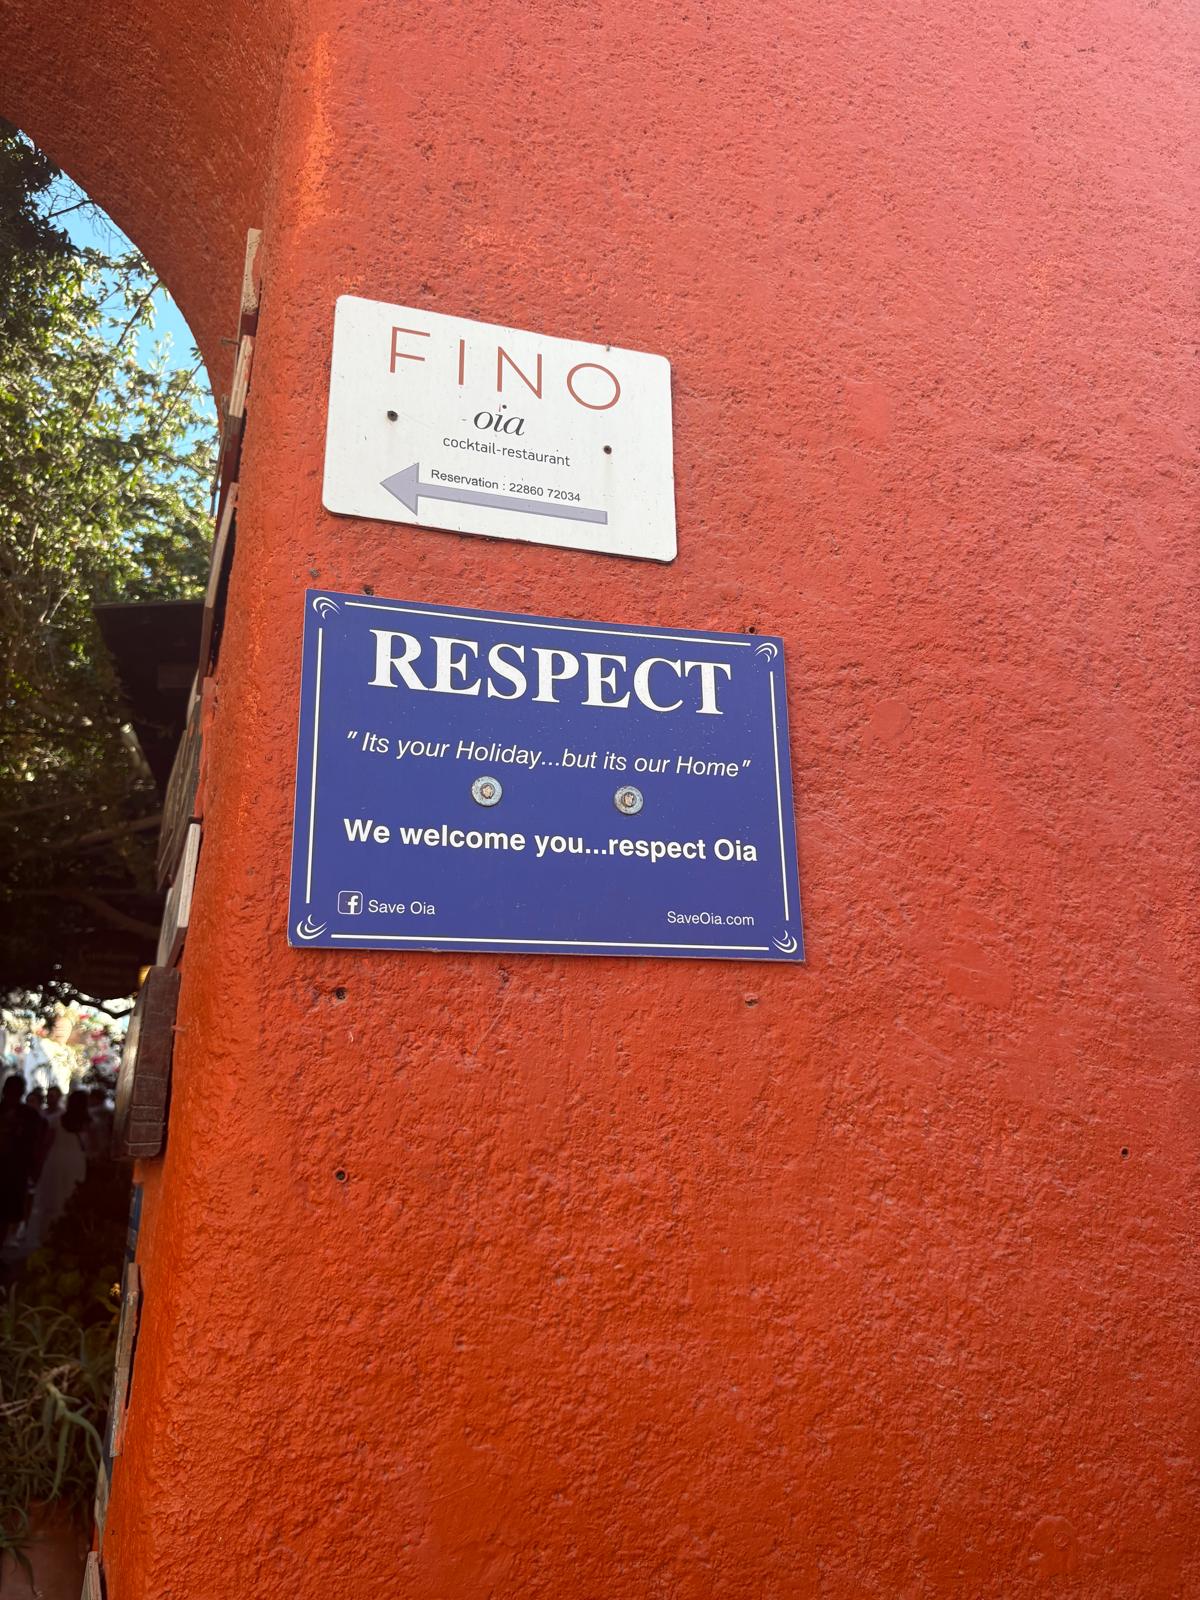 FINO
oia
cocktail-restaurant
Reservation : 22860 72034
RESPECT
"Its your Holiday...but its our Home"
We welcome you...respect Oia
f Save Oia
SaveOia.com